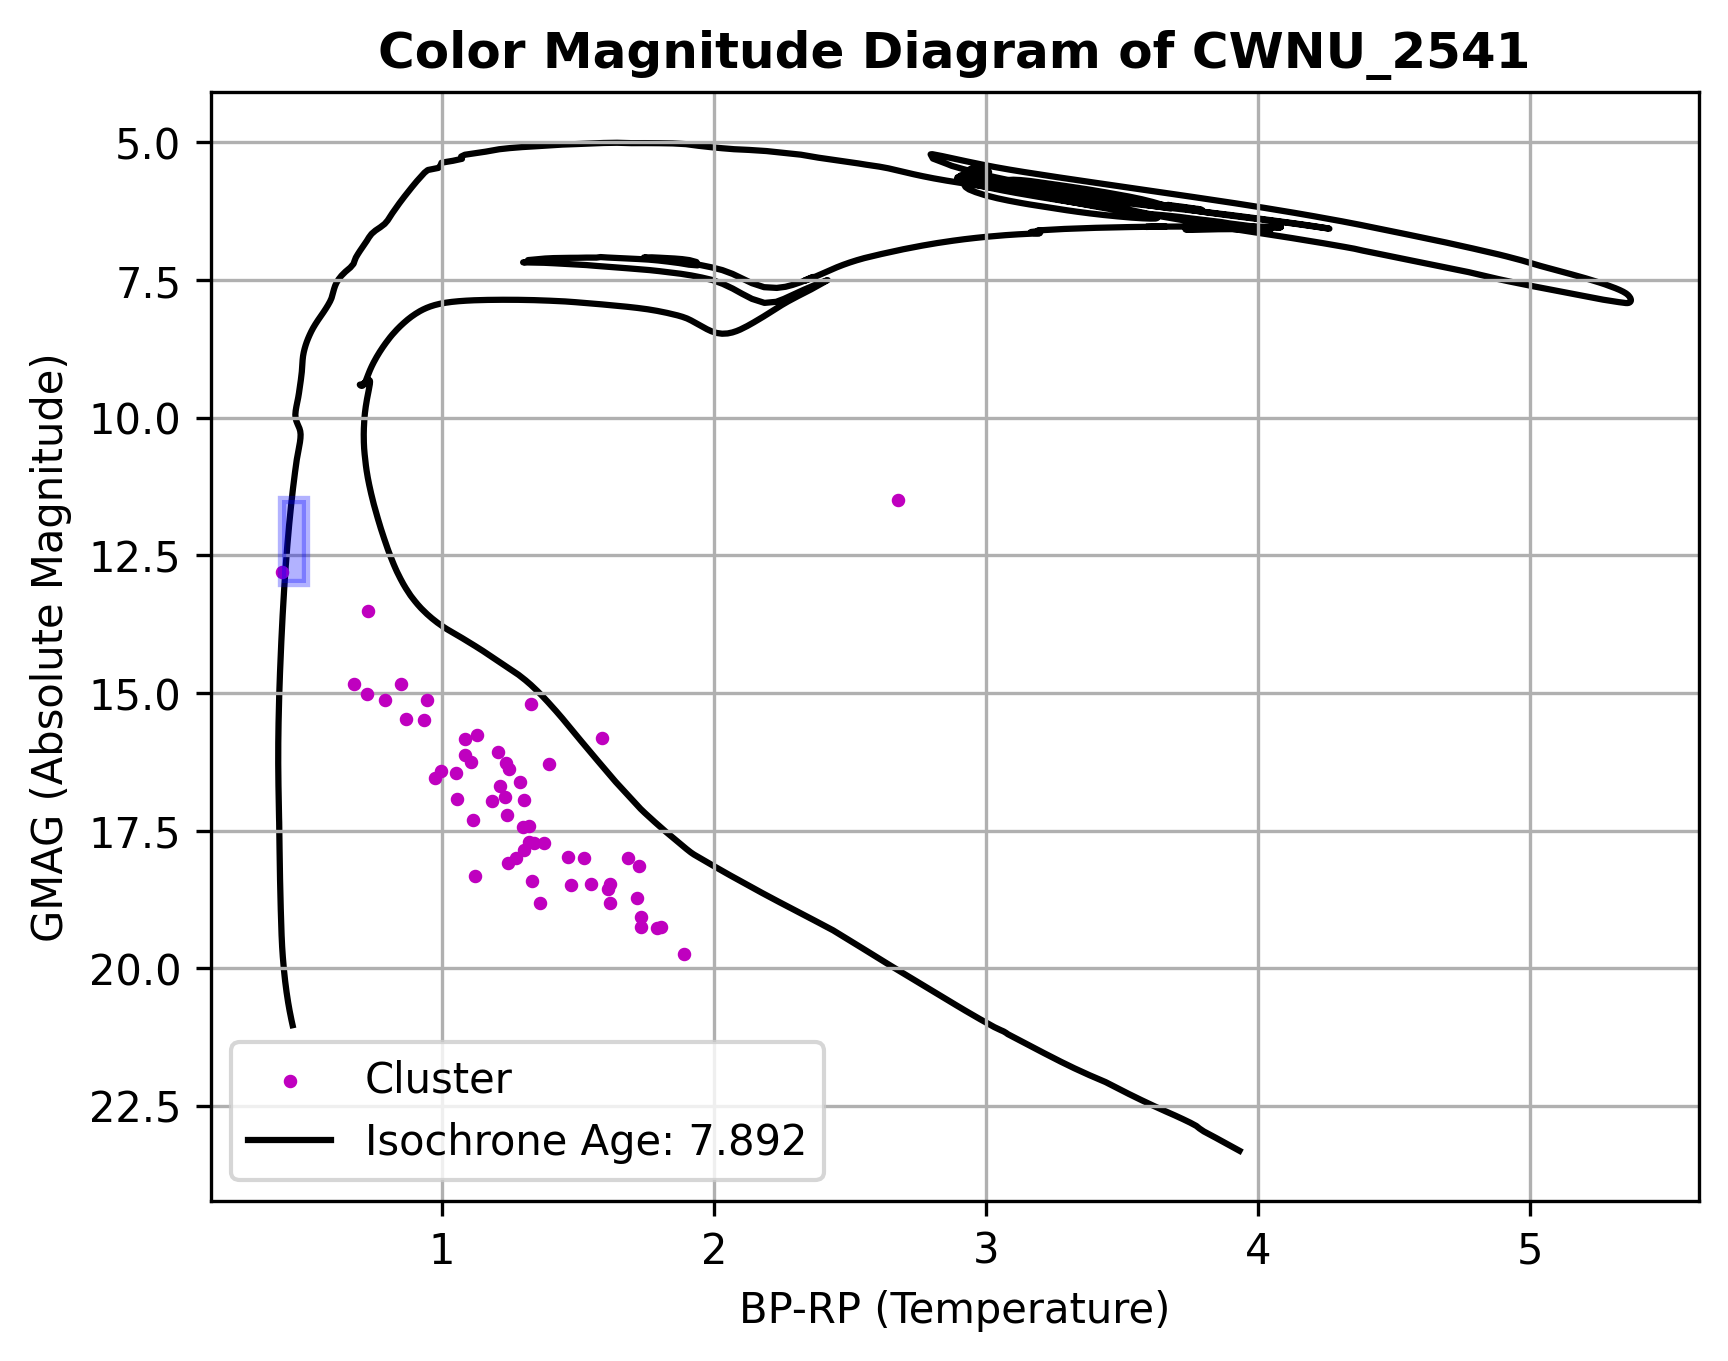 Color Magnitude Diagram of CWNU_2541
GMAG (Absolute Magnitude)
5.0
7.5
10.0
12.5
15.0
17.5
20.0
22.5
Cluster
Isochrone Age: 7.892
1 2 3 4 5
BP-RP (Temperature)